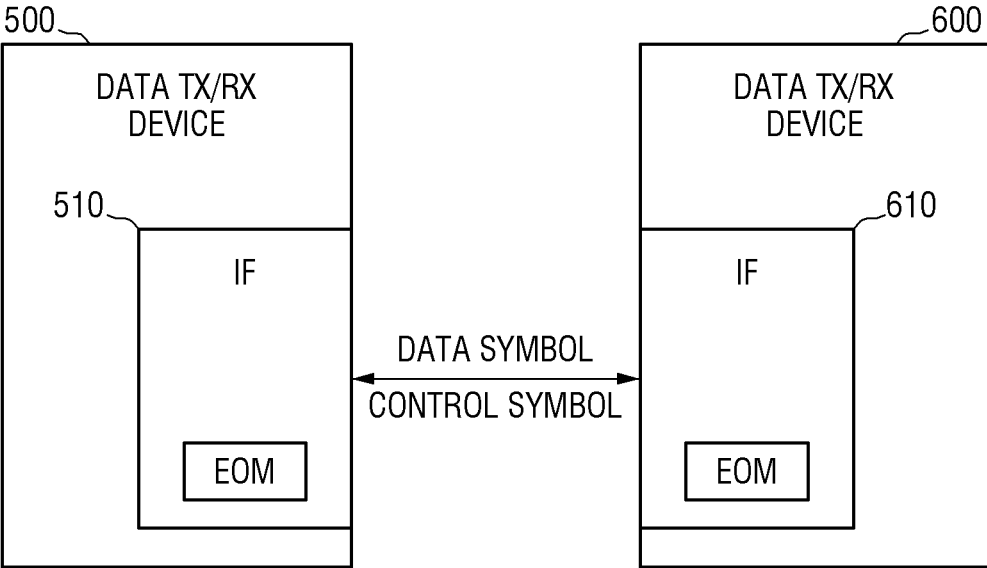 500
600
DATA TX/RX
DEVICE
DATA TX/RX
DEVICE
510
610
IF
IF
DATA SYMBOL
CONTROL SYMBOL
EOM
EOM